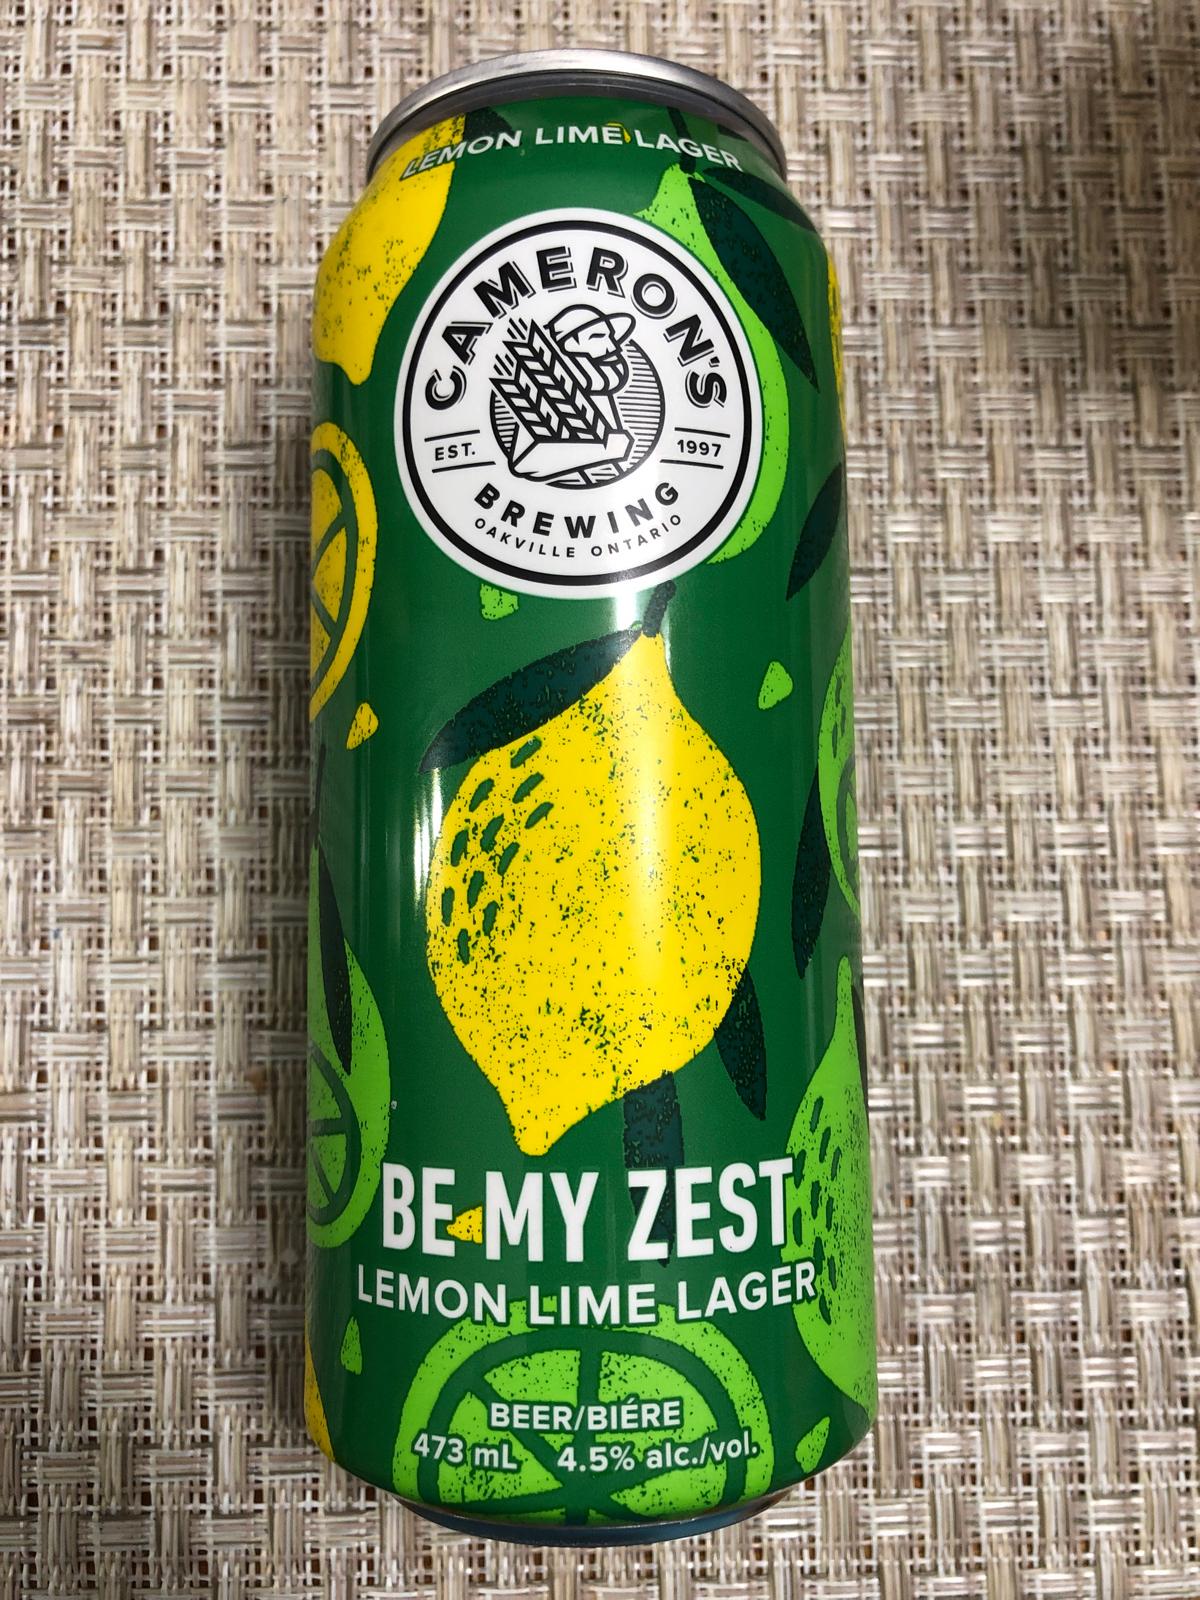 LEMON LIME LAGER
CAMERON'S
EST. 1997
BREWING
OAKVILLE ONTARIO
BE MY ZEST
LEMON LIME LAGER
BEER/BIÉRE
473 mL 4.5% alc./vol.